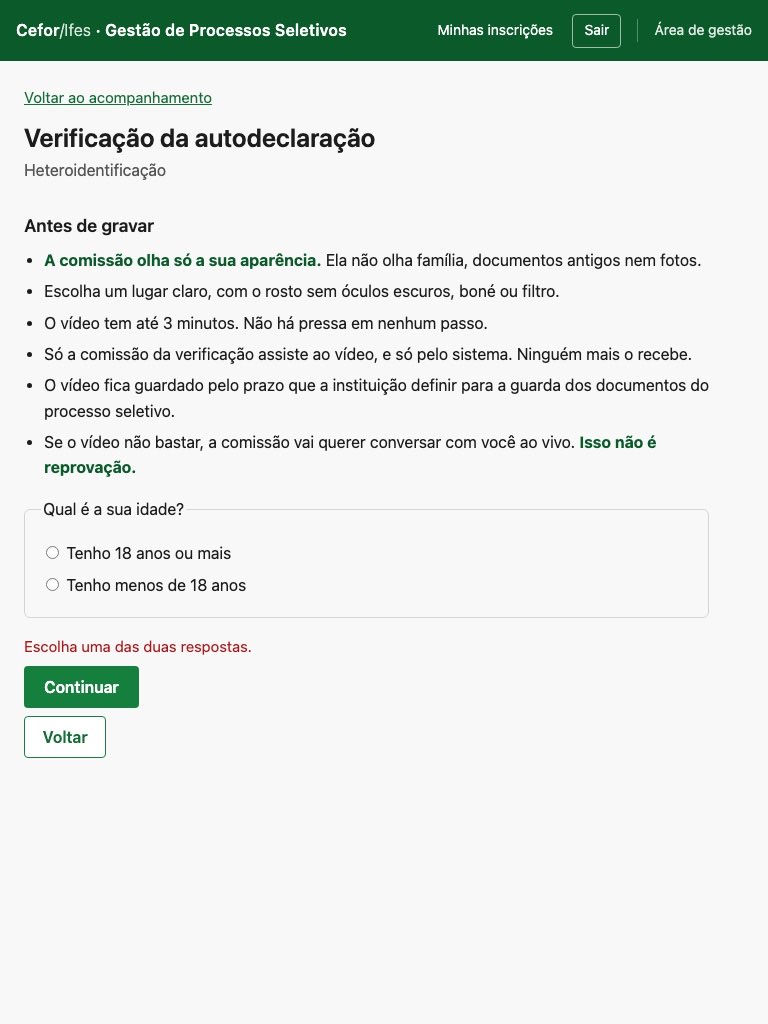 Cefor/Ifes · Gestão de Processos Seletivos
Minhas inscrições
Sair
Área de gestão
Voltar ao acompanhamento
Verificação da autodeclaração
Heteroidentificação
Antes de gravar
• A comissão olha só a sua aparência. Ela não olha família, documentos antigos nem fotos.
• Escolha um lugar claro, com o rosto sem óculos escuros, boné ou filtro.
• O vídeo tem até 3 minutos. Não há pressa em nenhum passo.
• Só a comissão da verificação assiste ao vídeo, e só pelo sistema. Ninguém mais o recebe.
• O vídeo fica guardado pelo prazo que a instituição definir para a guarda dos documentos do
processo seletivo.
• Se o vídeo não bastar, a comissão vai querer conversar com você ao vivo. Isso não é
reprovação.
Qual é a sua idade?
Tenho 18 anos ou mais
Tenho menos de 18 anos
Escolha uma das duas respostas.
Continuar
Voltar